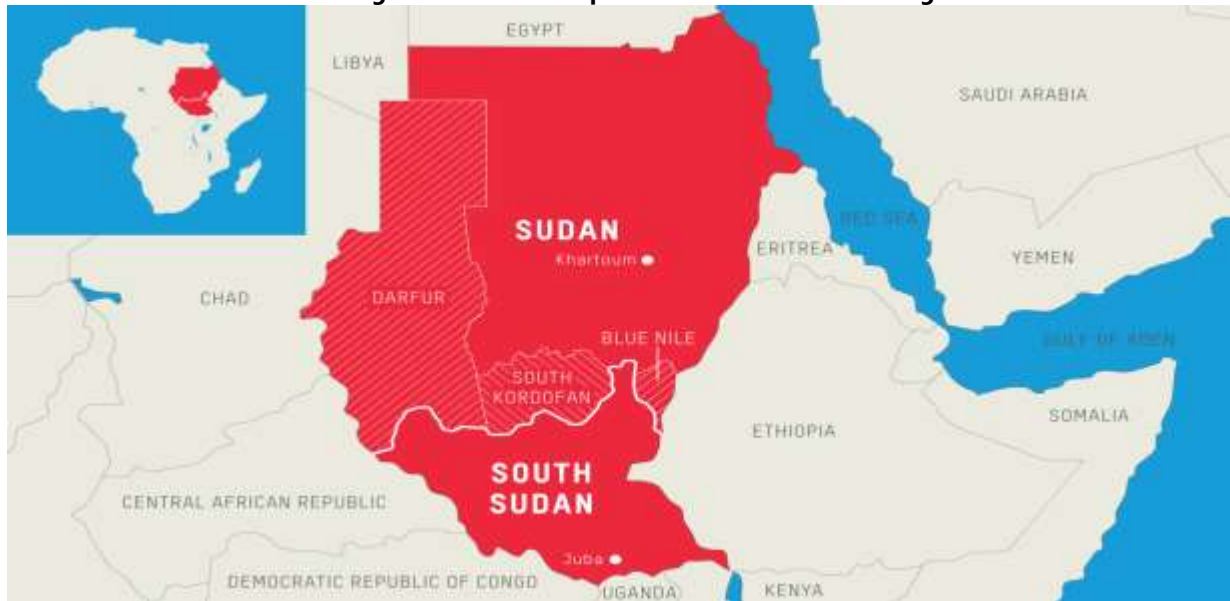 EGYPT
LIBYA
SAUDI ARABIA
RED SEA
SUDAN
Khartoum
ERITREA
YEMEN
CHAD
DARFUR
BLUE NILE
GULF OF ADEN
SOUTH
KORDOFAN
SOMALIA
ETHIOPIA
SOUTH
SUDAN
CENTRAL AFRICAN REPUBLIC
Juba
DEMOCRATIC REPUBLIC OF CONGO
UGANDA
KENYA